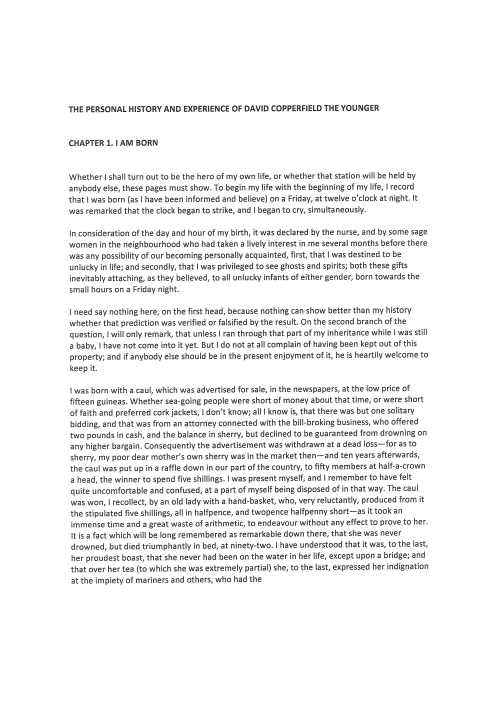 THE PERSONAL HISTORY AND EXPERIENCE OF DAVID COPPERFIELD THE YOUNGER
CHAPTER 1. I AM BORN
Whether I shall turn out to be the hero of my own life, or whether that station will be held by
anybody else, these pages must show. To begin my life with the beginning of my life, I record
that I was born (as I have been informed and believe) on a Friday, at twelve o’clock at night. It
was remarked that the clock began to strike, and I began to cry, simultaneously.
In consideration of the day and hour of my birth, it was declared by the nurse, and by some sage
women in the neighbourhood who had taken a lively interest in me several months before there
was any possibility of our becoming personally acquainted, first, that I was destined to be
unlucky in life; and secondly, that I was privileged to see ghosts and spirits; both these gifts
inevitably attaching, as they believed, to all unlucky infants of either gender, born towards the
small hours on a Friday night.
I need say nothing here, on the first head, because nothing can show better than my history
whether that prediction was verified or falsified by the result. On the second branch of the
question, I will only remark, that unless I ran through that part of my inheritance while I was still
a baby, I have not come into it yet. But I do not at all complain of having been kept out of this
property; and if anybody else should be in the present enjoyment of it, he is heartily welcome to
keep it.
I was born with a caul, which was advertised for sale, in the newspapers, at the low price of
fifteen guineas. Whether sea-going people were short of money about that time, or were short
of faith and preferred cork jackets, I don’t know; all I know is, that there was but one solitary
bidding, and that was from an attorney connected with the bill-broking business, who offered
two pounds in cash, and the balance in sherry, but declined to be guaranteed from drowning on
any higher bargain. Consequently the advertisement was withdrawn at a dead loss—for as to
sherry, my poor dear mother’s own sherry was in the market then—and ten years afterwards,
the caul was put up in a raffle down in our part of the country, to fifty members at half-a-crown
a head, the winner to spend five shillings. I was present myself, and I remember to have felt
quite uncomfortable and confused, at a part of myself being disposed of in that way. The caul
was won, I recollect, by an old lady with a hand-basket, who, very reluctantly, produced from it
the stipulated five shillings, all in halfpence, and twopence halfpenny short—as it took an
immense time and a great waste of arithmetic, to endeavour without any effect to prove to her.
It is a fact which will be long remembered as remarkable down there, that she was never
drowned, but died triumphantly in bed, at ninety-two. I have understood that it was, to the last,
her proudest boast, that she never had been on the water in her life, except upon a bridge; and
that over her tea (to which she was extremely partial) she, to the last, expressed her indignation
at the impiety of mariners and others, who had the